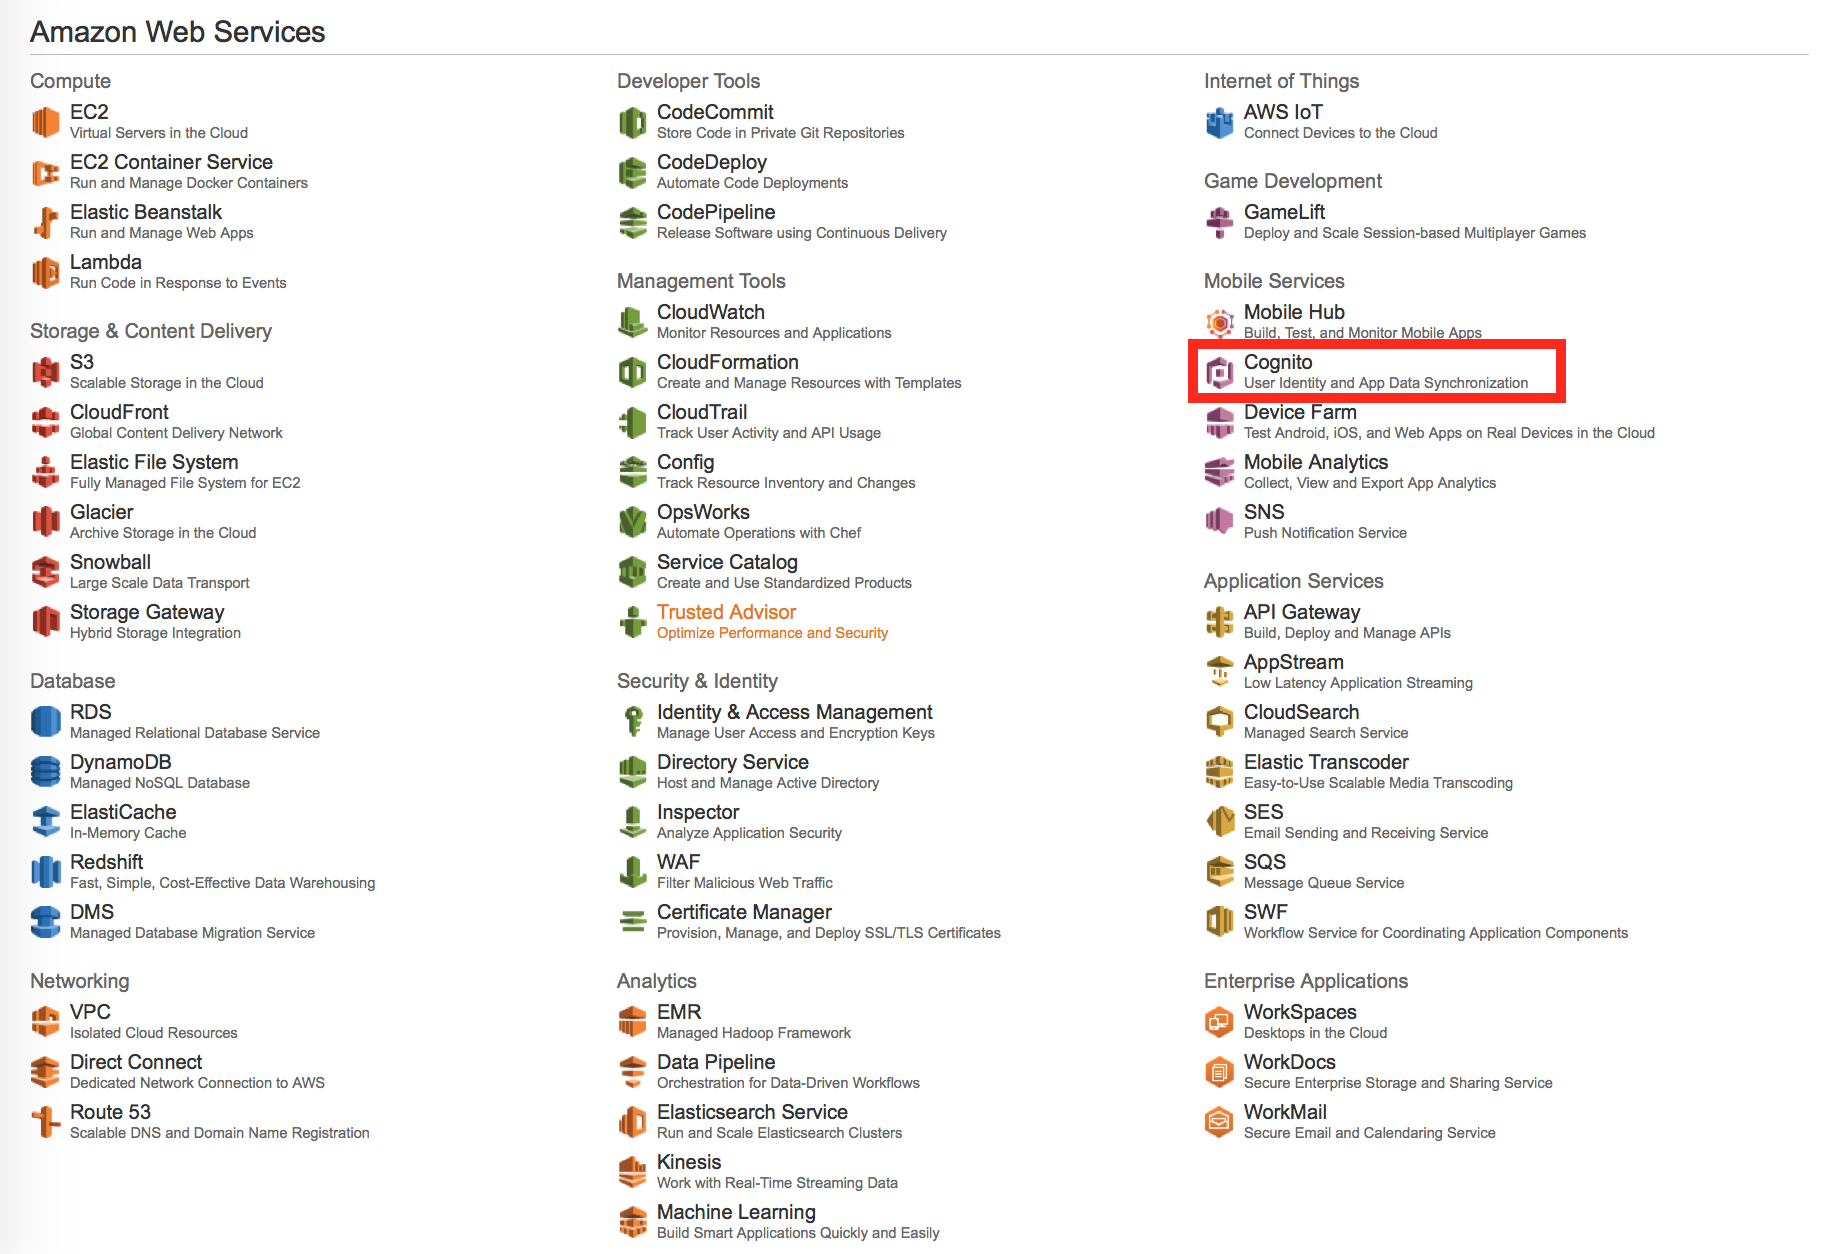 Amazon Web Services
Compute
EC2
Virtual Servers in the Cloud
EC2 Container Service
Run and Manage Docker Containers
Elastic Beanstalk
Run and Manage Web Apps
Lambda
Run Code in Response to Events
Storage & Content Delivery
S3
Scalable Storage in the Cloud
CloudFront
Global Content Delivery Network
Elastic File System
Fully Managed File System for EC2
Glacier
Archive Storage in the Cloud
Snowball
Large Scale Data Transport
Storage Gateway
Hybrid Storage Integration
Database
RDS
Managed Relational Database Service
DynamoDB
Managed NoSQL Database
ElastiCache
In-Memory Cache
Redshift
Fast, Simple, Cost-Effective Data Warehousing
DMS
Managed Database Migration Service
Networking
VPC
Isolated Cloud Resources
Direct Connect
Dedicated Network Connection to AWS
Route 53
Scalable DNS and Domain Name Registration
Developer Tools
CodeCommit
Store Code in Private Git Repositories
CodeDeploy
Automate Code Deployments
CodePipeline
Release Software using Continuous Delivery
Management Tools
CloudWatch
Monitor Resources and Applications
CloudFormation
Create and Manage Resources with Templates
CloudTrail
Track User Activity and API Usage
Config
Track Resource Inventory and Changes
OpsWorks
Automate Operations with Chef
Service Catalog
Create and Use Standardized Products
Trusted Advisor
Optimize Performance and Security
Security & Identity
Identity & Access Management
Manage User Access and Encryption Keys
Directory Service
Host and Manage Active Directory
Inspector
Analyze Application Security
WAF
Filter Malicious Web Traffic
Certificate Manager
Provision, Manage, and Deploy SSL/TLS Certificates
Analytics
EMR
Managed Hadoop Framework
Data Pipeline
Orchestration for Data-Driven Workflows
Elasticsearch Service
Run and Scale Elasticsearch Clusters
Kinesis
Work with Real-Time Streaming Data
Machine Learning
Build Smart Applications Quickly and Easily
Internet of Things
AWS IoT
Connect Devices to the Cloud
Game Development
GameLift
Deploy and Scale Session-based Multiplayer Games
Mobile Services
Mobile Hub
Build, Test, and Monitor Mobile Apps
Cognito
User Identity and App Data Synchronization
Device Farm
Test Android, iOS, and Web Apps on Real Devices in the Cloud
Mobile Analytics
Collect, View and Export App Analytics
SNS
Push Notification Service
Application Services
API Gateway
Build, Deploy and Manage APIs
AppStream
Low Latency Application Streaming
CloudSearch
Managed Search Service
Elastic Transcoder
Easy-to-Use Scalable Media Transcoding
SES
Email Sending and Receiving Service
SQS
Message Queue Service
SWF
Workflow Service for Coordinating Application Components
Enterprise Applications
WorkSpaces
Desktops in the Cloud
WorkDocs
Secure Enterprise Storage and Sharing Service
WorkMail
Secure Email and Calendaring Service